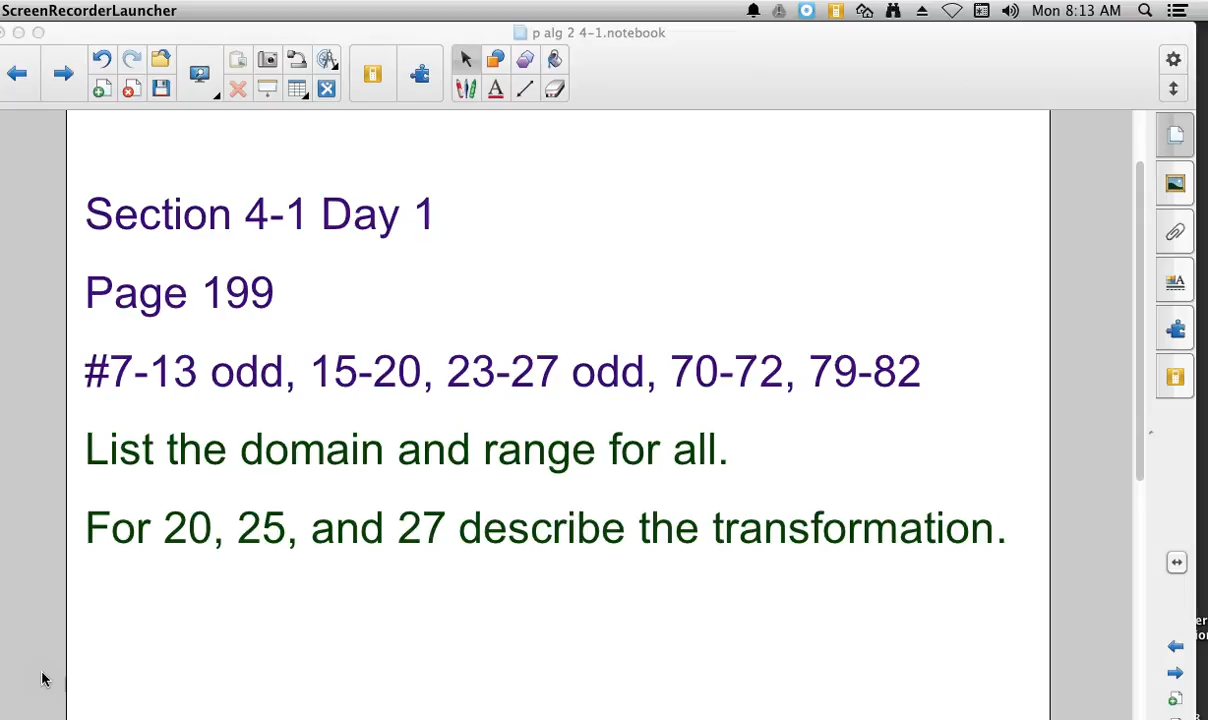 ScreenRecorderLauncher
Mon 8:13 AM
p alg 2 4-1.notebook
Section 4-1 Day 1
Page 199
#7-13 odd, 15-20, 23-27 odd, 70-72, 79-82
List the domain and range for all.
For 20, 25, and 27 describe the transformation.